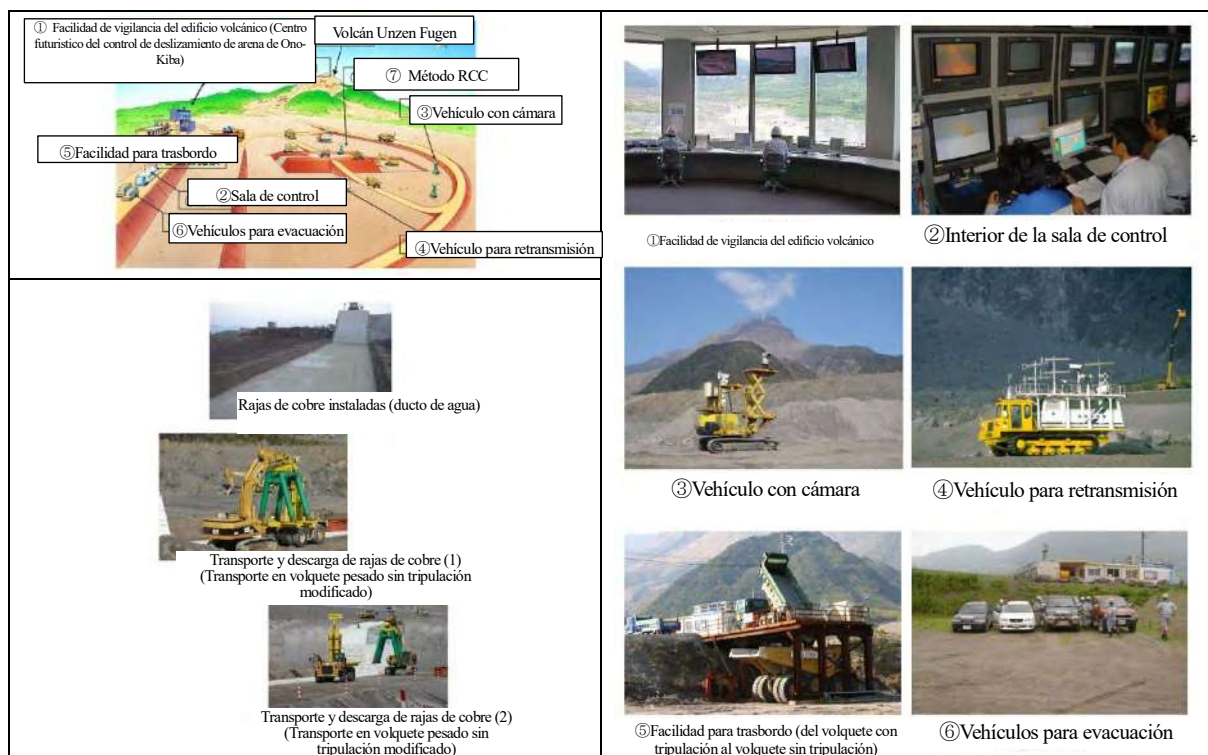 ① Facilidad de vigilancia del edificio volcánico (Centro
futuristico del control de deslizamiento de arena de Ono-
Kiba)
Volcán Unzen Fugen
⑦ Método RCC
③Vehículo con cámara
⑤Facilidad para trasbordo
②Sala de control
⑥Vehículos para evacuación
④Vehículo para retransmisión
Rajas de cobre instaladas (ducto de agua)
Transporte y descarga de rajas de cobre (1)
(Transporte en volquete pesado sin tripulación
modificado)
Transporte y descarga de rajas de cobre (2)
(Transporte en volquete pesado sin
tripulación modificado)
①Facilidad de vigilancia del edificio volcánico
②Interior de la sala de control
③Vehículo con cámara
④Vehículo para retransmisión
⑤Facilidad para trasbordo (del volquete con
tripulación al volquete sin tripulación)
⑥Vehículos para evacuación